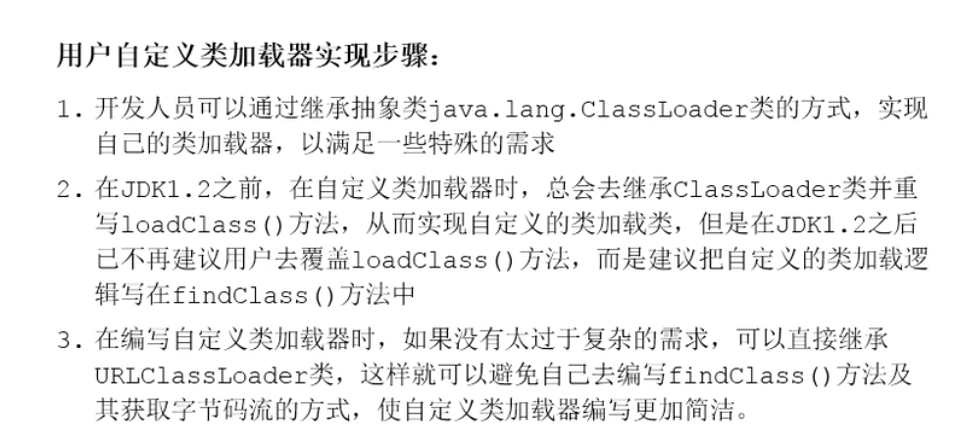 用户自定义类加载器实现步骤：
1. 开发人员可以通过继承抽象类java.lang.ClassLoader类的方式，实现
自己的类加载器，以满足一些特殊的需求
2. 在JDK1.2之前，在自定义类加载器时，总会去继承ClassLoader类并重
写loadClass()方法，从而实现自定义的类加载类，但是在JDK1.2之后
已不再建议用户去覆盖loadClass()方法，而是建议把自定义的类加载逻
辑写在findClass()方法中
3. 在编写自定义类加载器时，如果没有太过于复杂的需求，可以直接继承
URLClassLoader类，这样就可以避免自己去编写findClass()方法及
其获取字节码流的方式，使自定义类加载器编写更加简洁。